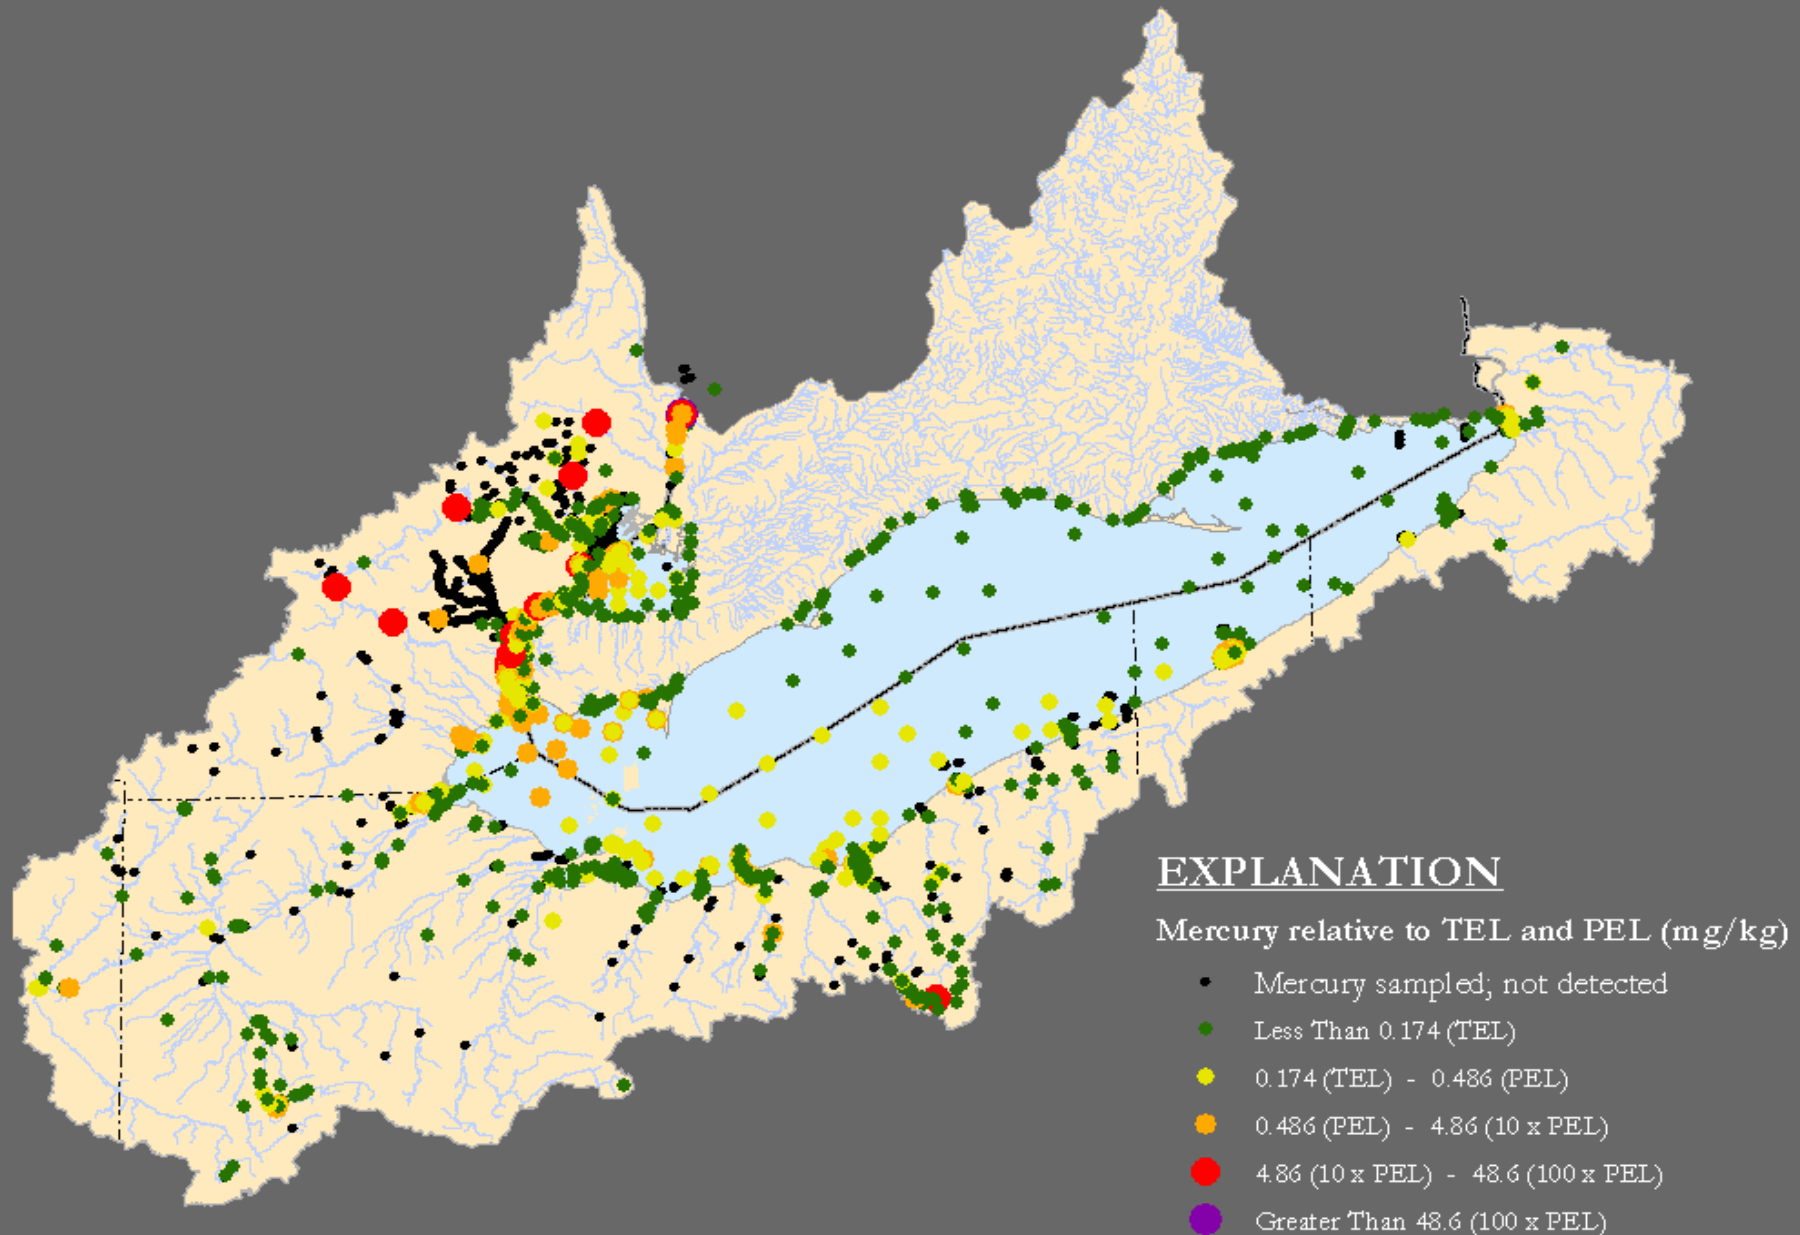 EXPLANATION
Mercury relative to TEL and PEL (mg/kg)
Mercury sampled; not detected
Less Than 0.174 (TEL)
0.174 (TEL) - 0.486 (PEL)
0.486 (PEL) - 4.86 (10 x PEL)
4.86 (10 x PEL) - 48.6 (100 x PEL)
Greater Than 48.6 (100 x PEL)